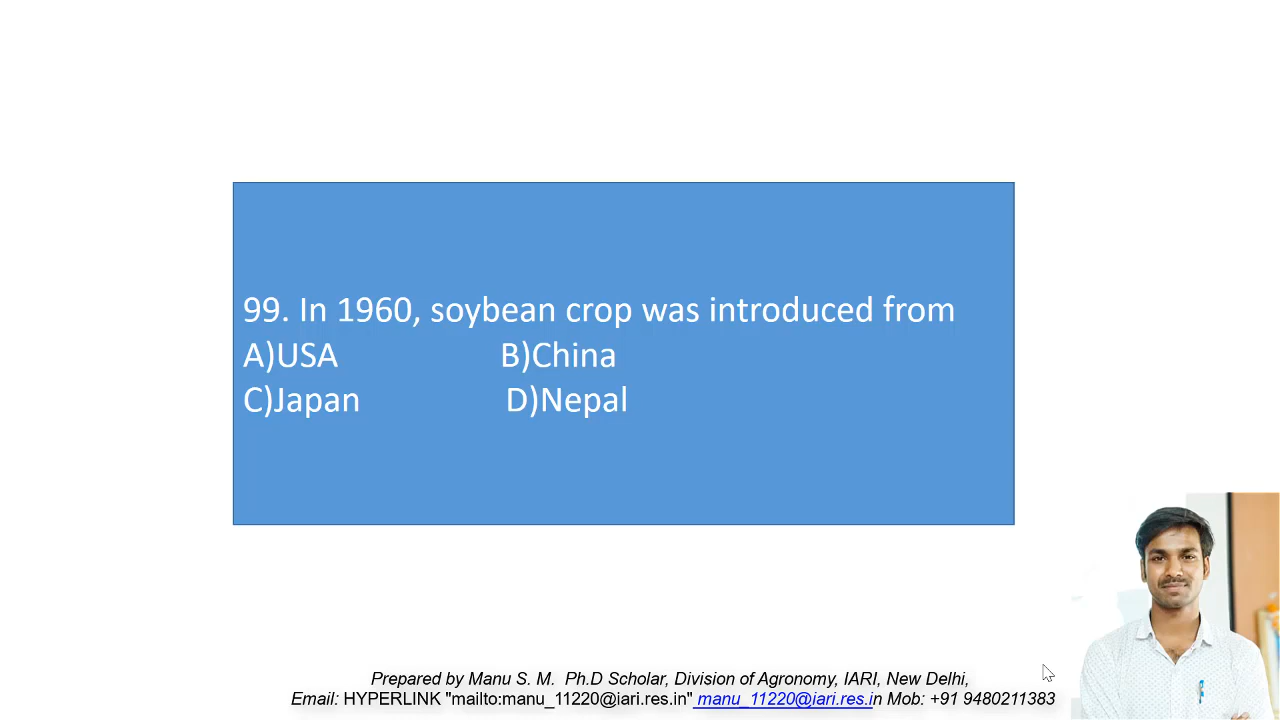 99. In 1960, soybean crop was introduced from
A)USA B)China
C)Japan D)Nepal
Prepared by Manu S. M. Ph.D Scholar, Division of Agronomy, IARI, New Delhi,
Email: HYPERLINK "mailto:manu_11220@iari.res.in" manu_11220@iari.res.in Mob: +91 9480211383